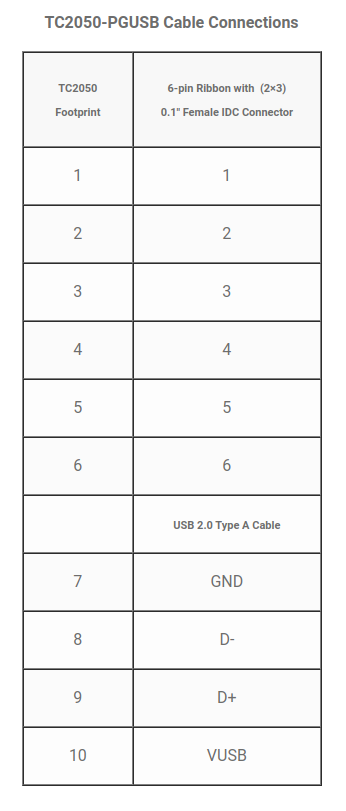 TC2050-PGUSB Cable Connections
TC2050 Footprint | 6-pin Ribbon with (2×3) 0.1" Female IDC Connector
1 | 1
2 | 2
3 | 3
4 | 4
5 | 5
6 | 6
USB 2.0 Type A Cable
7 | GND
8 | D-
9 | D+
10 | VUSB